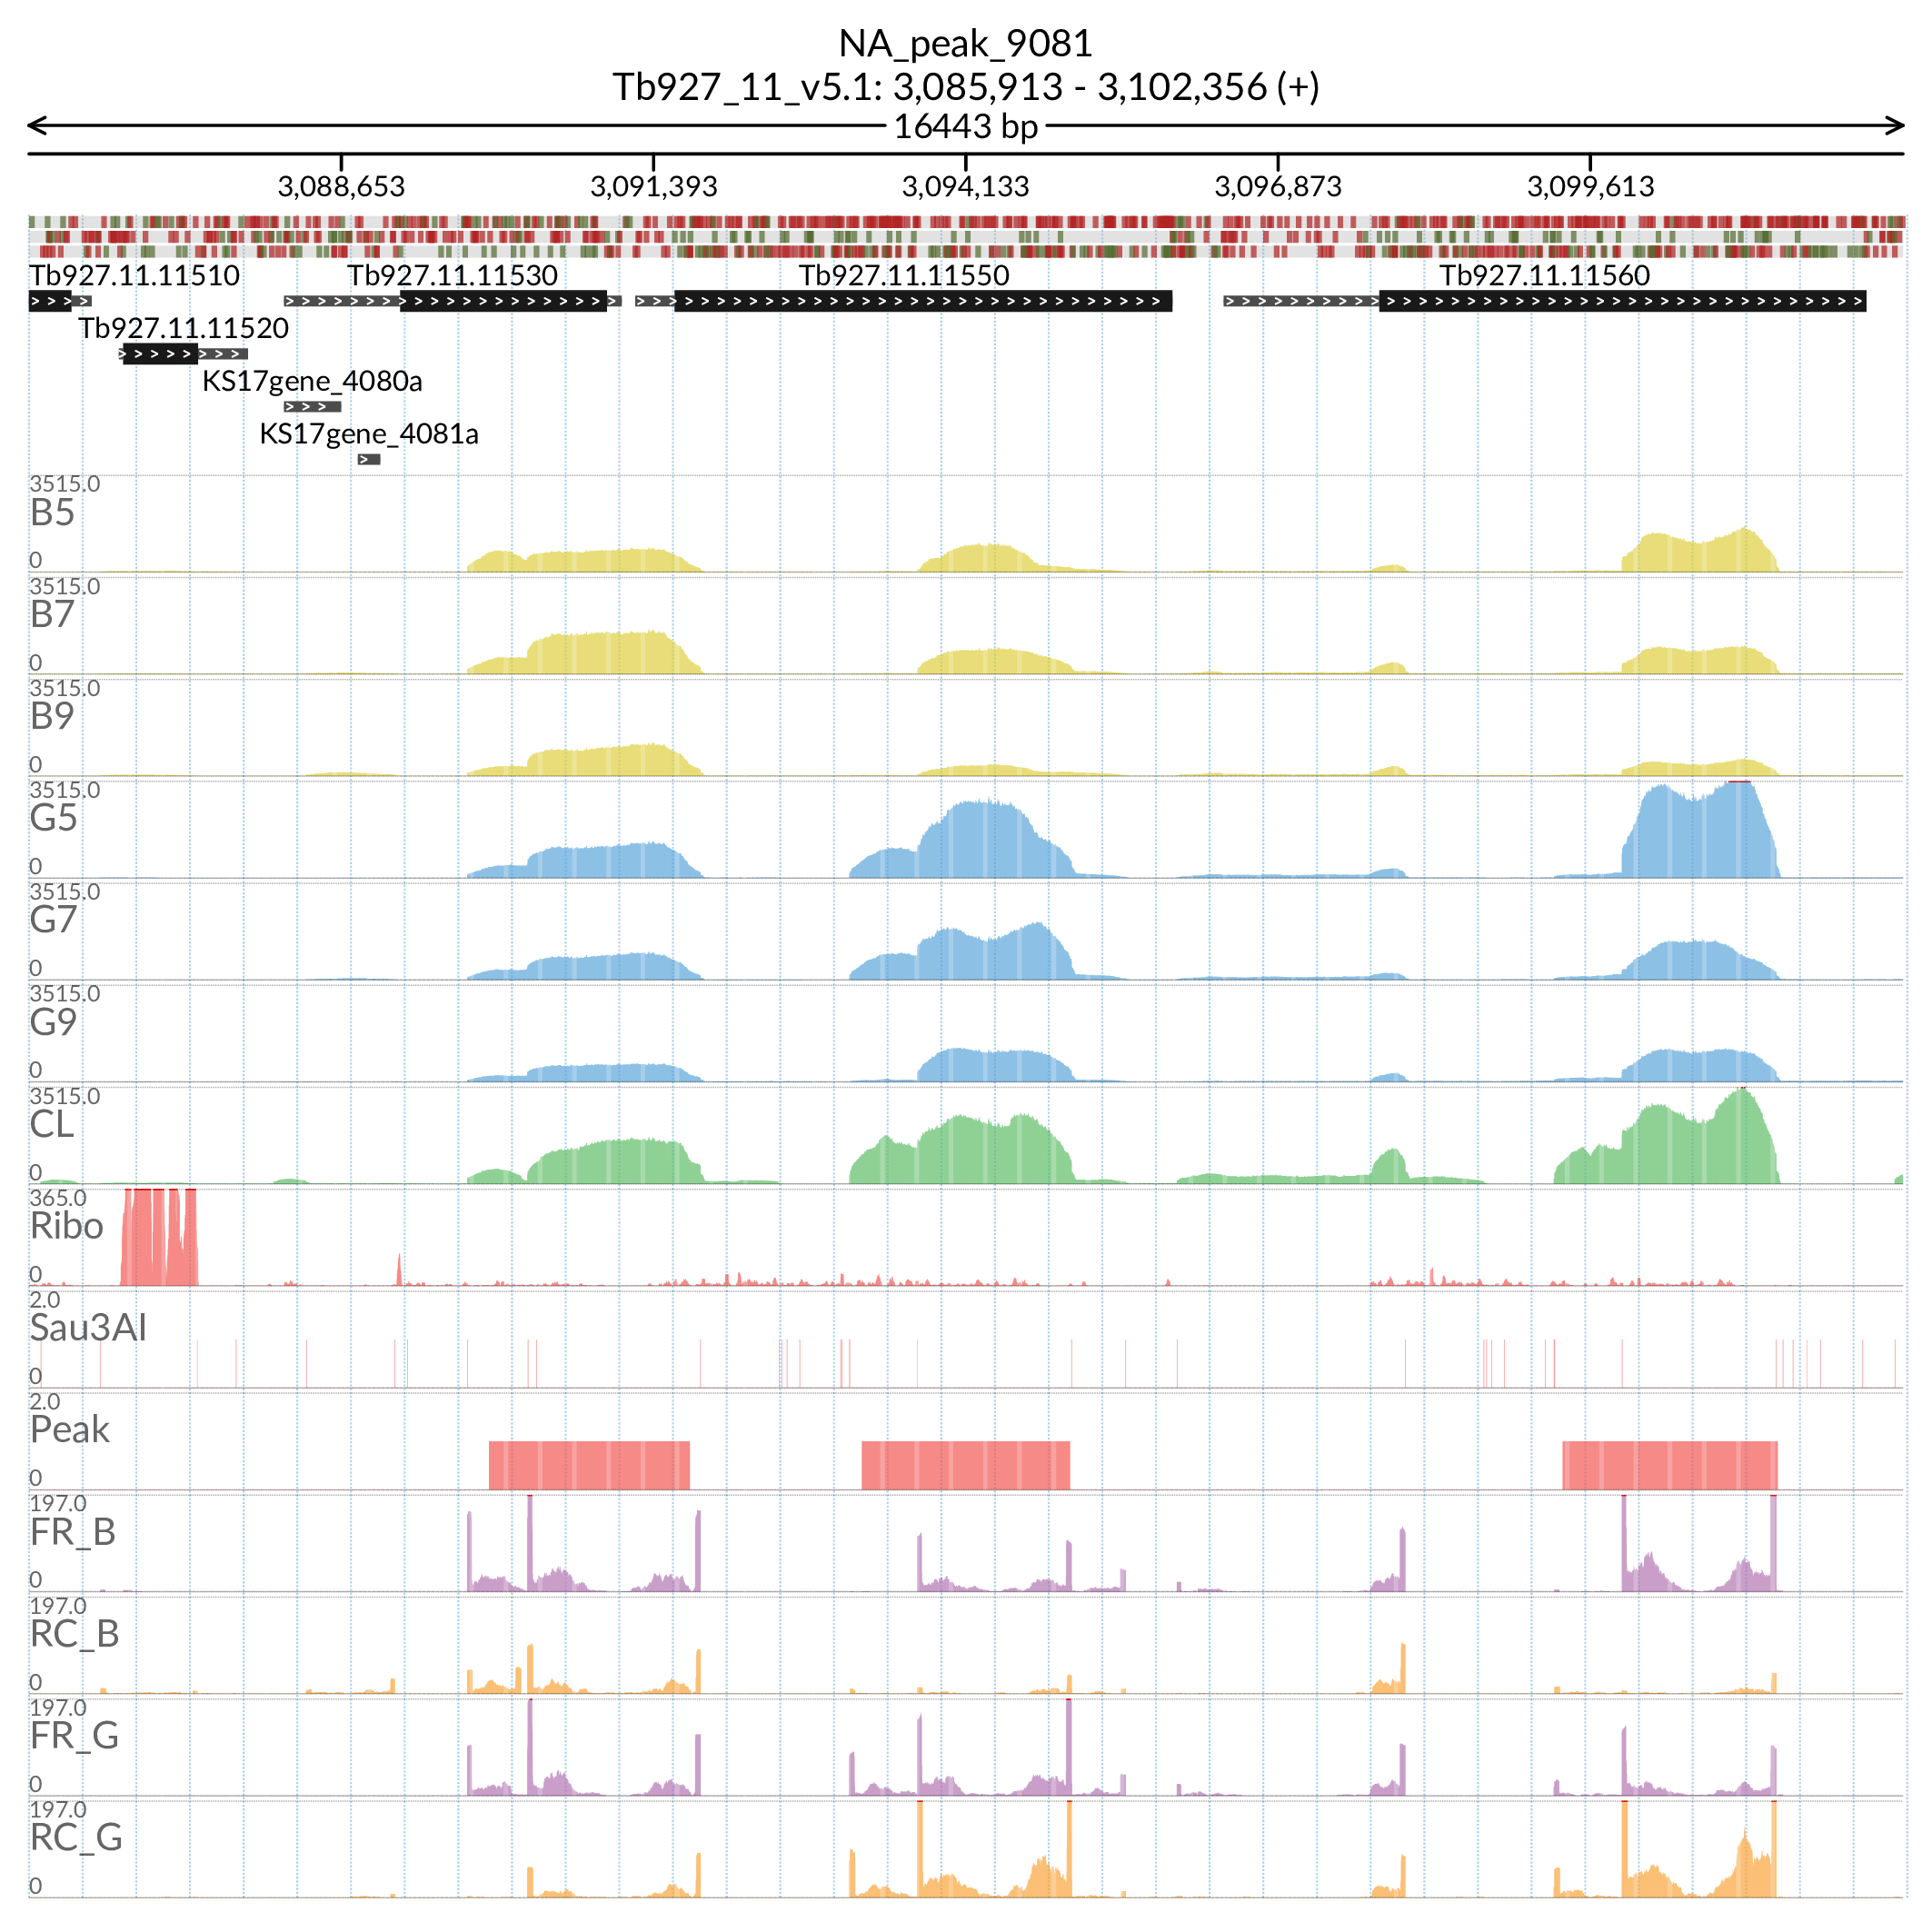 NA_peak_9081
Tb927_11_v5.1: 3,085,913 - 3,102,356 (+)
16443 bp
3,088,653 3,091,393 3,094,133 3,096,873 3,099,613
Tb927.11.11510 Tb927.11.11530 Tb927.11.11550 Tb927.11.11560
Tb927.11.11520
KS17gene_4080a
KS17gene_4081a
3515.0
B5
0
3515.0
B7
0
3515.0
B9
0
3515.0
G5
0
3515.0
G7
0
3515.0
G9
0
3515.0
CL
0
365.0
Ribo
0
2.0
Sau3AI
0
2.0
Peak
0
197.0
FR_B
0
197.0
RC_B
0
197.0
FR_G
0
197.0
RC_G
0